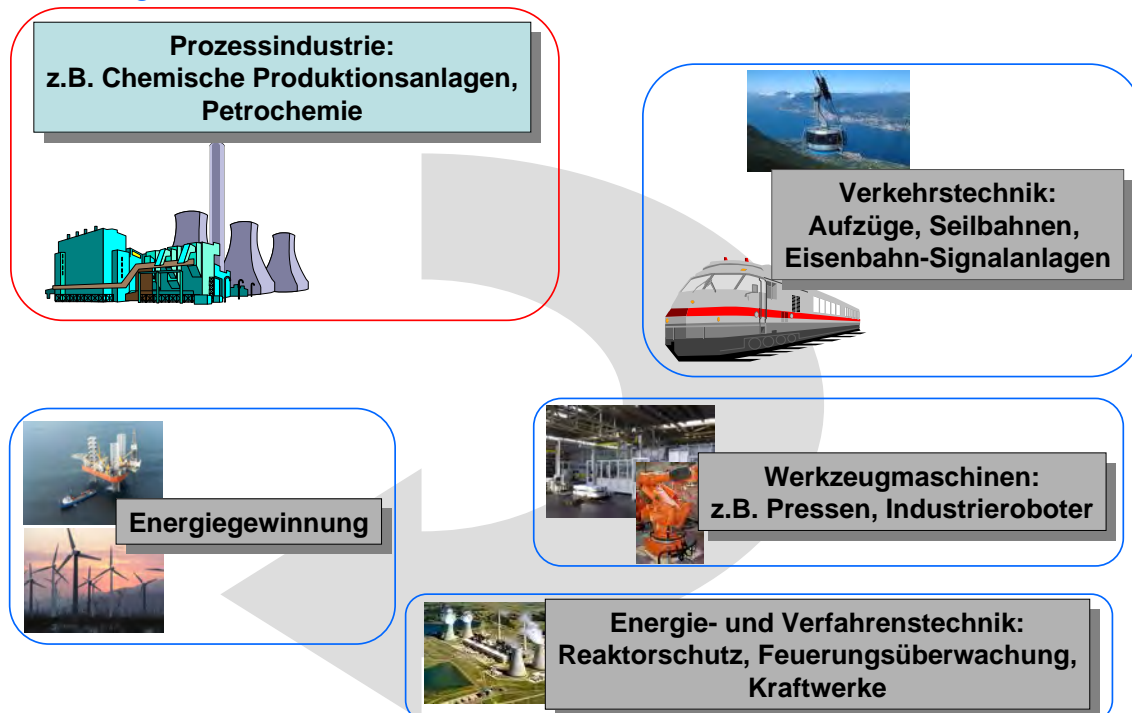 Prozessindustrie:
z.B. Chemische Produktionsanlagen,
Petrochemie
Verkehrstechnik:
Aufzüge, Seilbahnen,
Eisenbahn-Signalanlagen
Werkzeugmaschinen:
z.B. Pressen, Industrieroboter
Energiegewinnung
Energie- und Verfahrenstechnik:
Reaktorschutz, Feuerungsüberwachung,
Kraftwerke